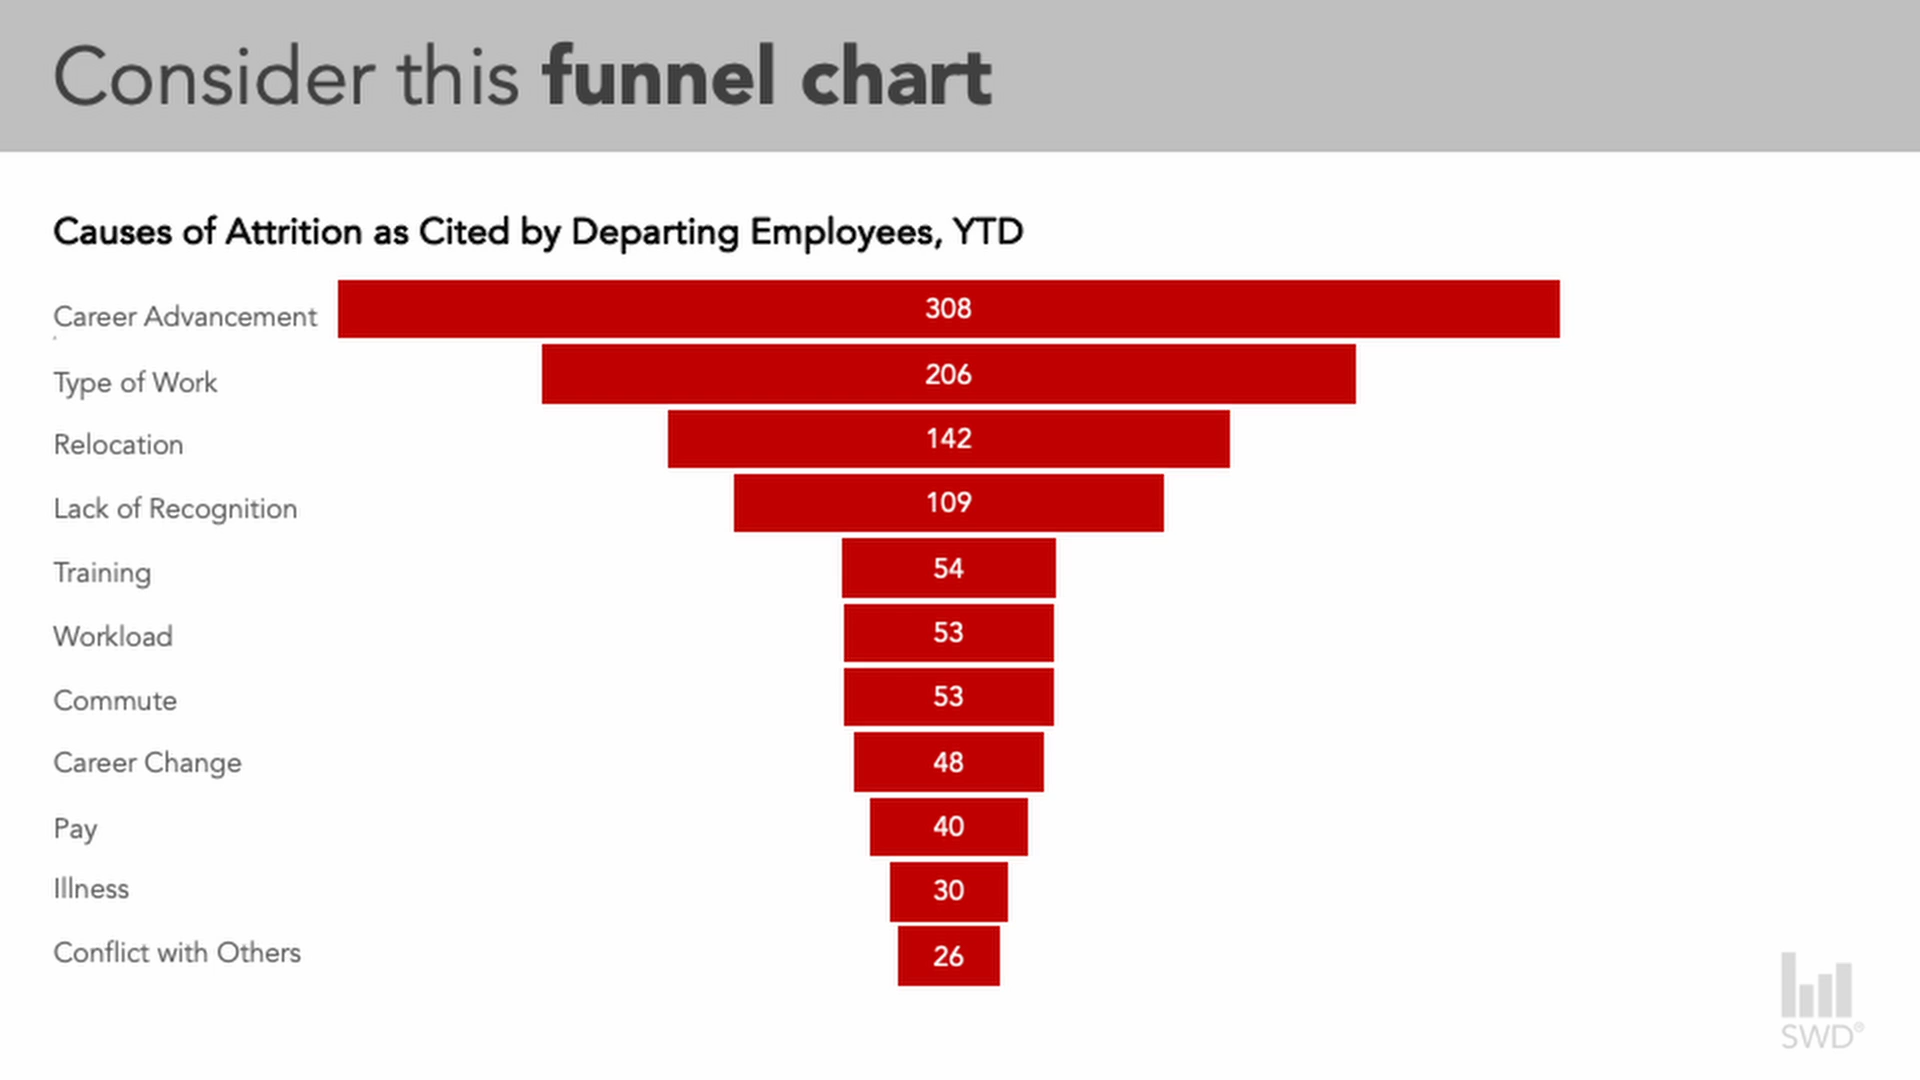 Consider this funnel chart
Causes of Attrition as Cited by Departing Employees, YTD
Career Advancement 308
Type of Work 206
Relocation 142
Lack of Recognition 109
Training 54
Workload 53
Commute 53
Career Change 48
Pay 40
Illness 30
Conflict with Others 26
SWD®